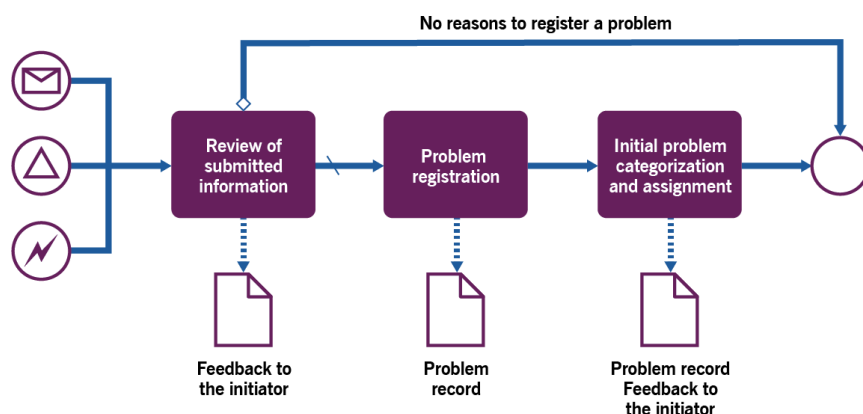 No reasons to register a problem
Review of
submitted
information
Problem
registration
Initial problem
categorization
and assignment
Feedback to
the initiator
Problem
record
Problem record
Feedback to
the initiator